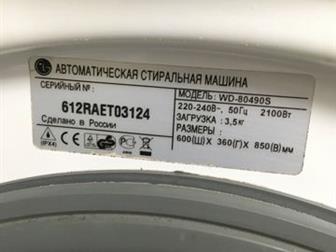 LG АВТОМАТИЧЕСКАЯ СТИРАЛЬНАЯ МАШИНА
СЕРИЙНЫЙ №:
612RAET03124
Сделано в России
(IPX4)
МОДЕЛЬ: WD-80490S
220-240В~, 50Гц 2100Вт
ЗАГРУЗКА : 3,5кг
РАЗМЕРЫ :
600(Ш) X 360(Г) X 850(В)мм